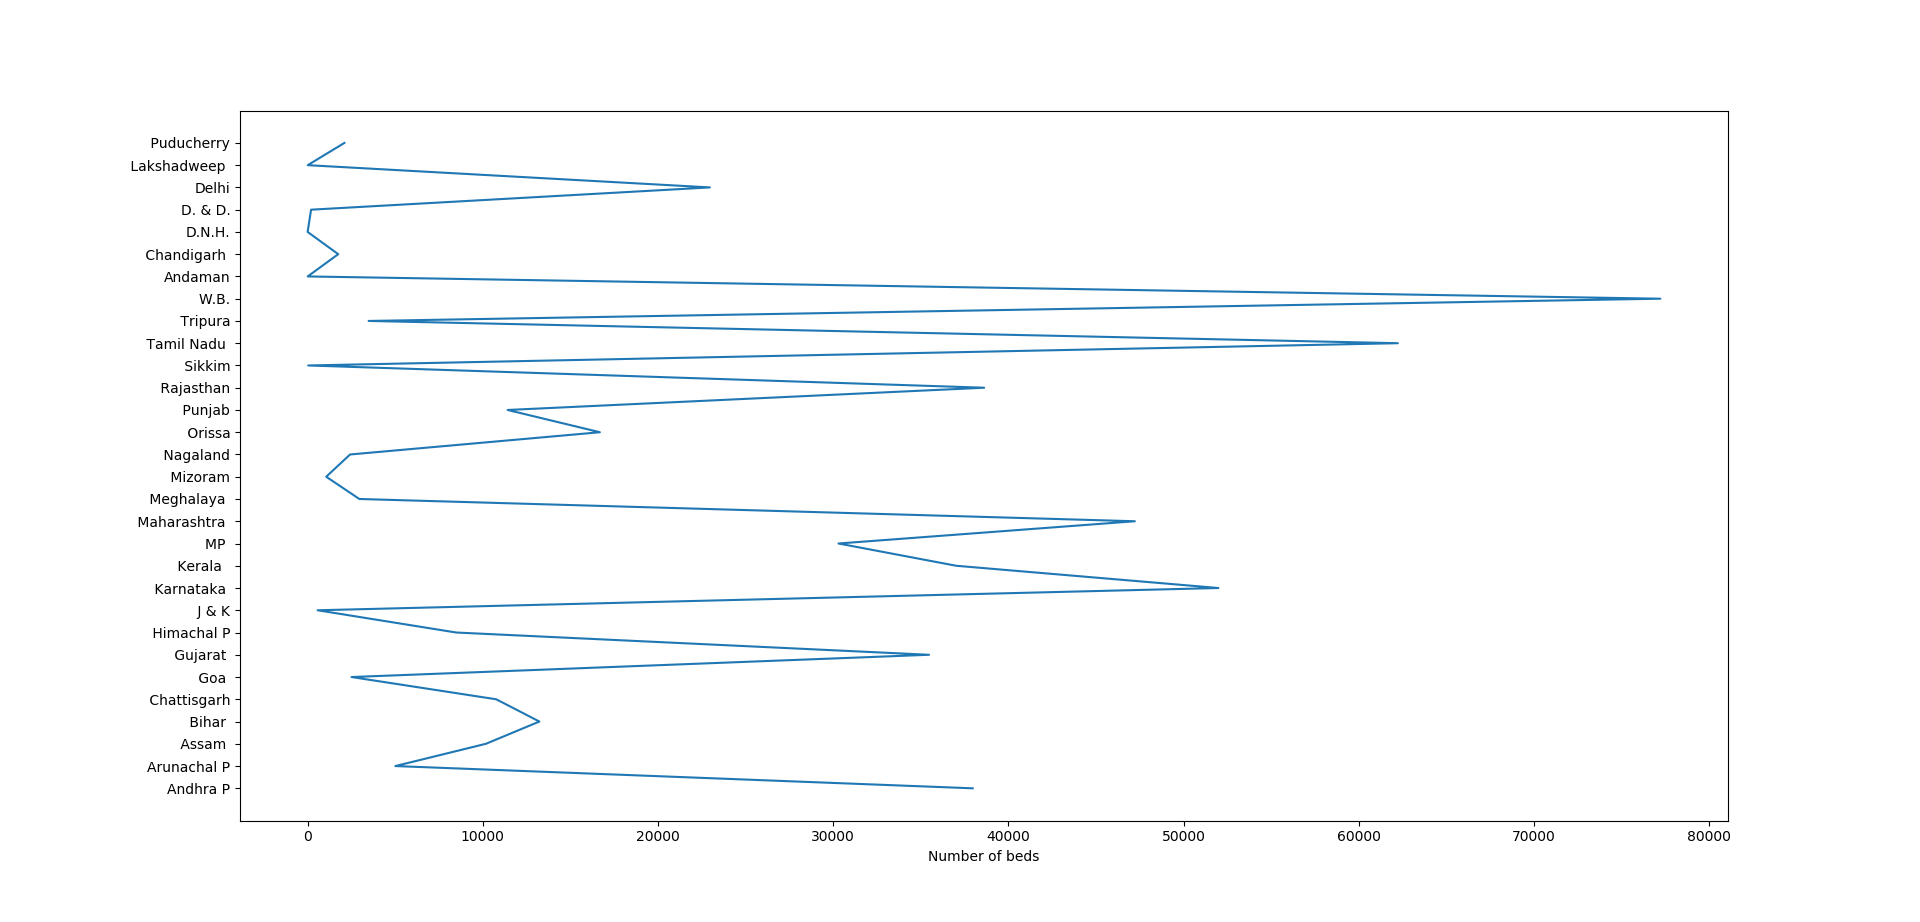 Puducherry
Lakshadweep
Delhi
D. & D.
D.N.H.
Chandigarh
Andaman
W.B.
Tripura
Tamil Nadu
Sikkim
Rajasthan
Punjab
Orissa
Nagaland
Mizoram
Meghalaya
Maharashtra
MP
Kerala
Karnataka
J & K
Himachal P
Gujarat
Goa
Chattisgarh
Bihar
Assam
Arunachal P
Andhra P
0 10000 20000 30000 40000 50000 60000 70000 80000
Number of beds